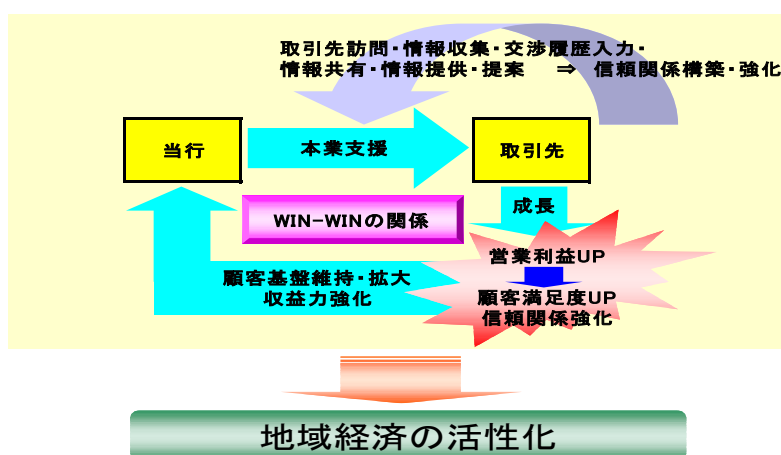 取引先訪問・情報収集・交渉履歴入力・
情報共有・情報提供・提案　⇒　信頼関係構築・強化
当行
本業支援
取引先
成長
WIN-WINの関係
営業利益UP
顧客満足度UP
信頼関係強化
顧客基盤維持・拡大
収益力強化
地域経済の活性化